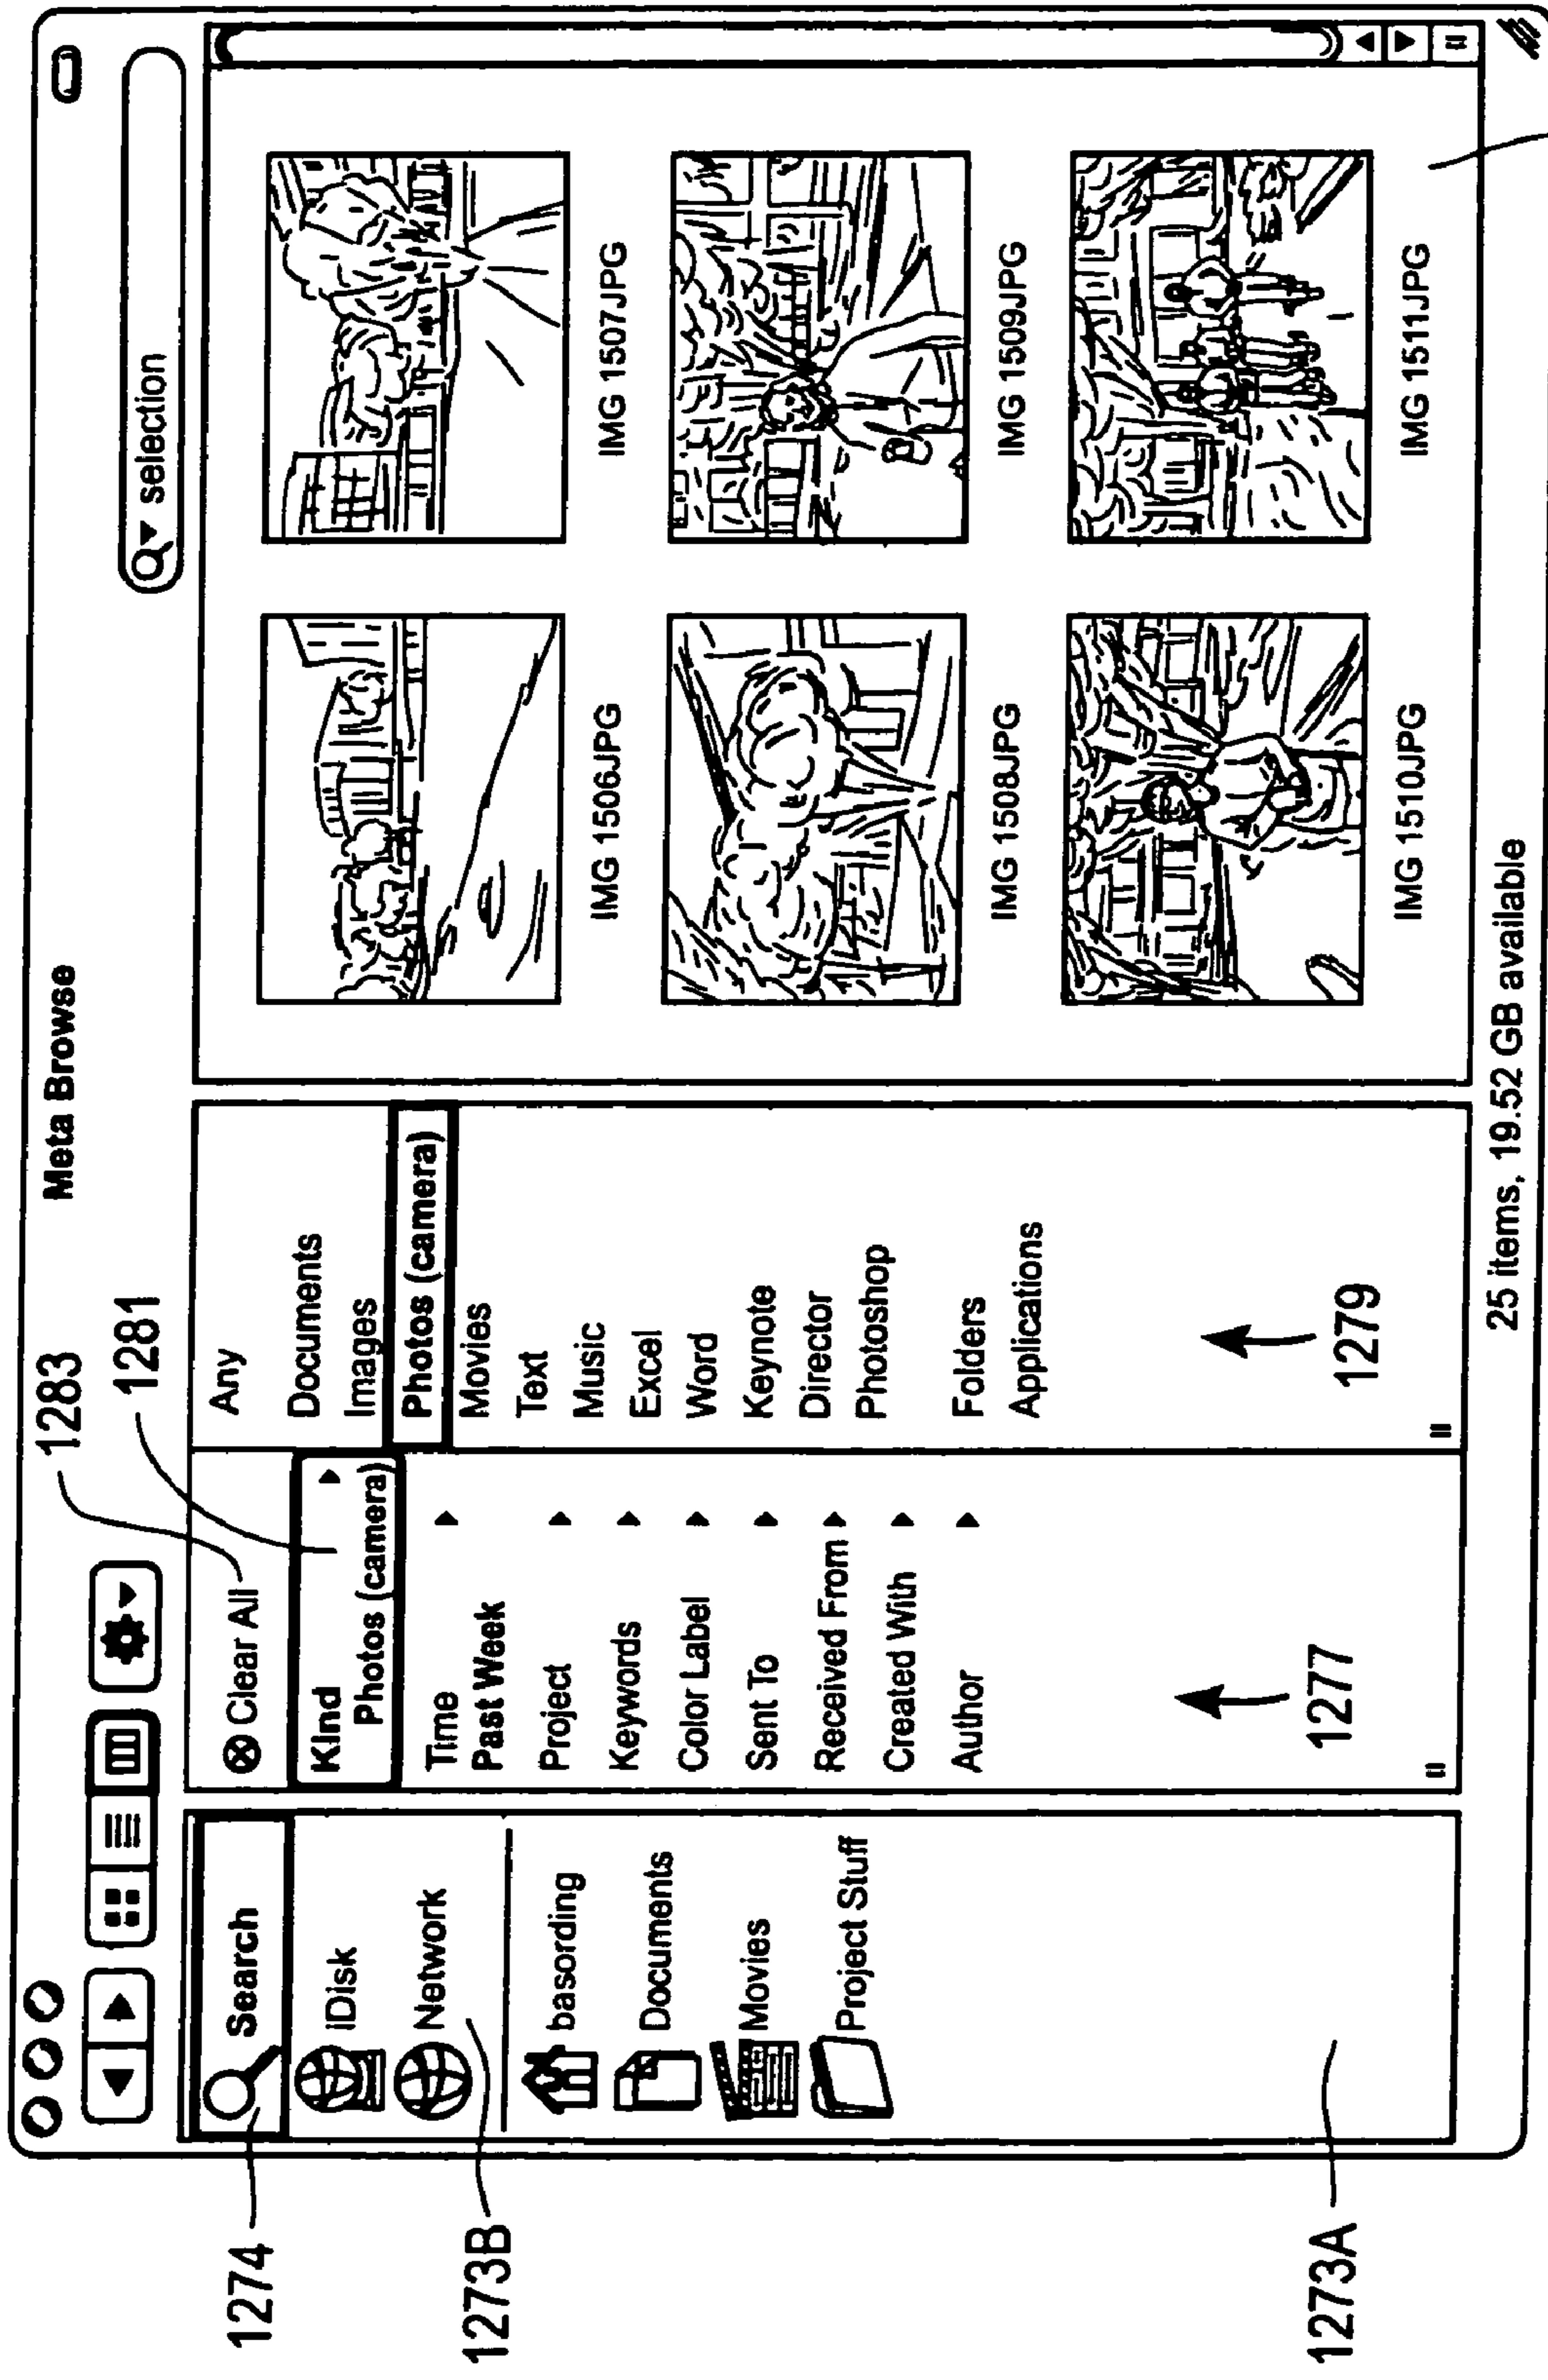 Meta Browse
1283
1281
selection
1274
Search
iDisk
Network
1273B
basording
Documents
Movies
Project Stuff
1273A
Clear All
Kind
Photos (camera)
Time
Past Week
Project
Keywords
Color Label
Sent To
Received From
Created With
Author
1277
Any
Documents
Images
Photos (camera)
Movies
Text
Music
Excel
Word
Keynote
Director
Photoshop
Folders
Applications
1279
IMG 1506JPG
IMG 1507JPG
IMG 1508JPG
IMG 1509JPG
IMG 1510JPG
IMG 1511JPG
25 items, 19.52 GB available